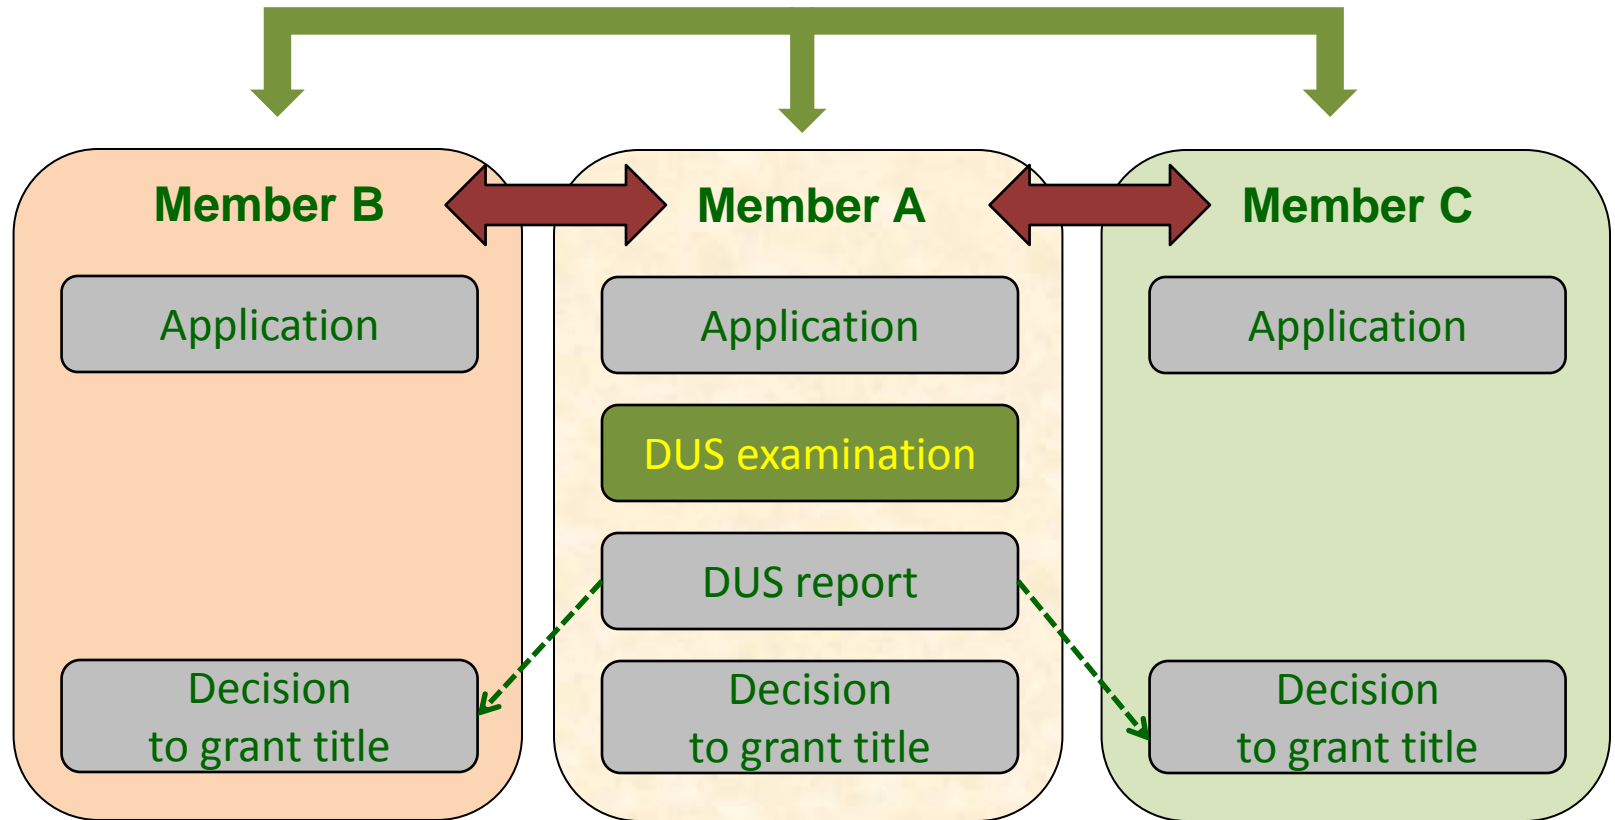 Member B
Application
Decision
to grant title
Member A
Application
DUS examination
DUS report
Decision
to grant title
Member C
Application
Decision
to grant title